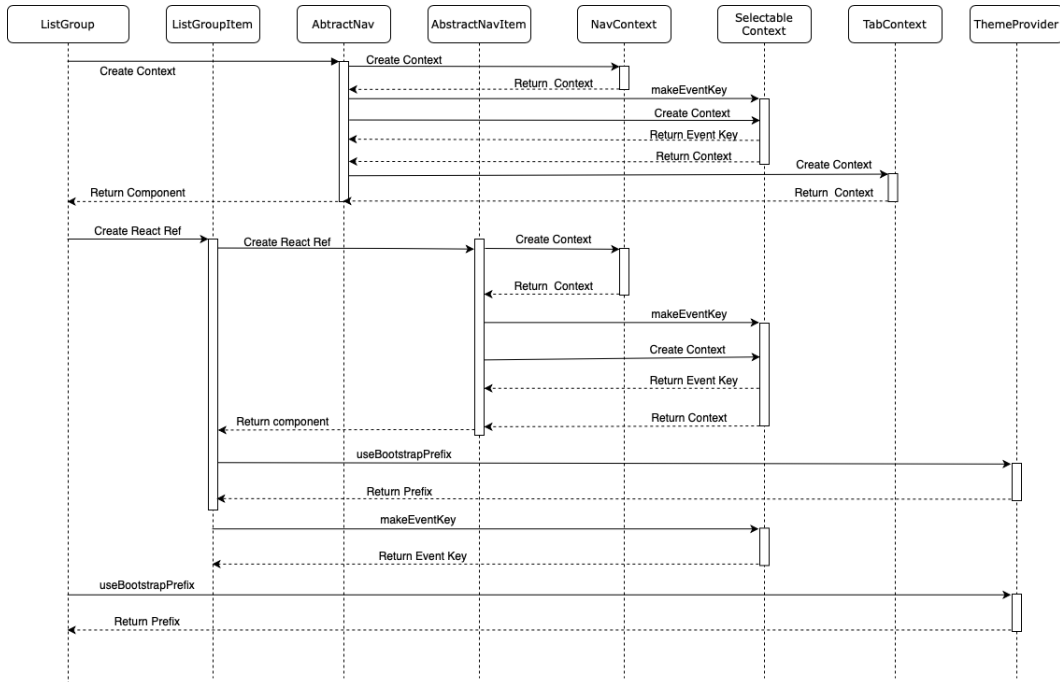 ListGroup
ListGroupItem
AbtractNav
AbstractNavItem
NavContext
Selectable
Context
TabContext
ThemeProvider
Create Context
Create Context
Return  Context
makeEventKey
Create Context
Return Event Key
Return Context
Create Context
Return Component
Return  Context
Create React Ref
Create React Ref
Create Context
Return  Context
makeEventKey
Create Context
Return Event Key
Return component
Return Context
useBootstrapPrefix
Return Prefix
makeEventKey
Return Event Key
useBootstrapPrefix
Return Prefix